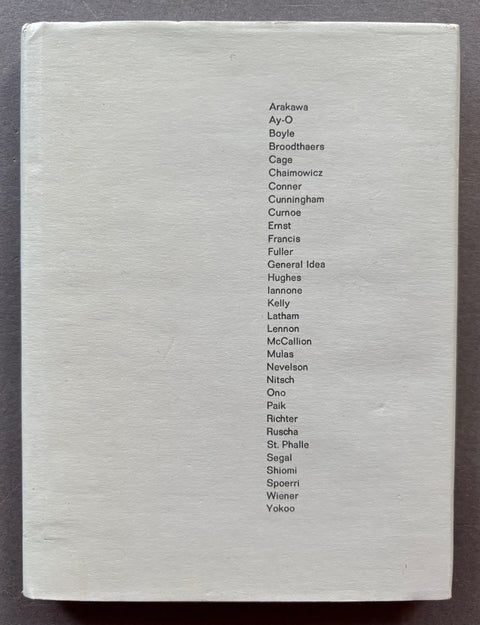 Arakawa
Ay-O
Boyle
Broodthaers
Cage
Chaimowicz
Conner
Cunningham
Curnoe
Ernst
Francis
Fuller
General Idea
Hughes
Iannone
Kelly
Latham
Lennon
McCallion
Mulas
Nevelson
Nitsch
Ono
Paik
Richter
Ruscha
St. Phalle
Segal
Shiomi
Spoerri
Wiener
Yokoo